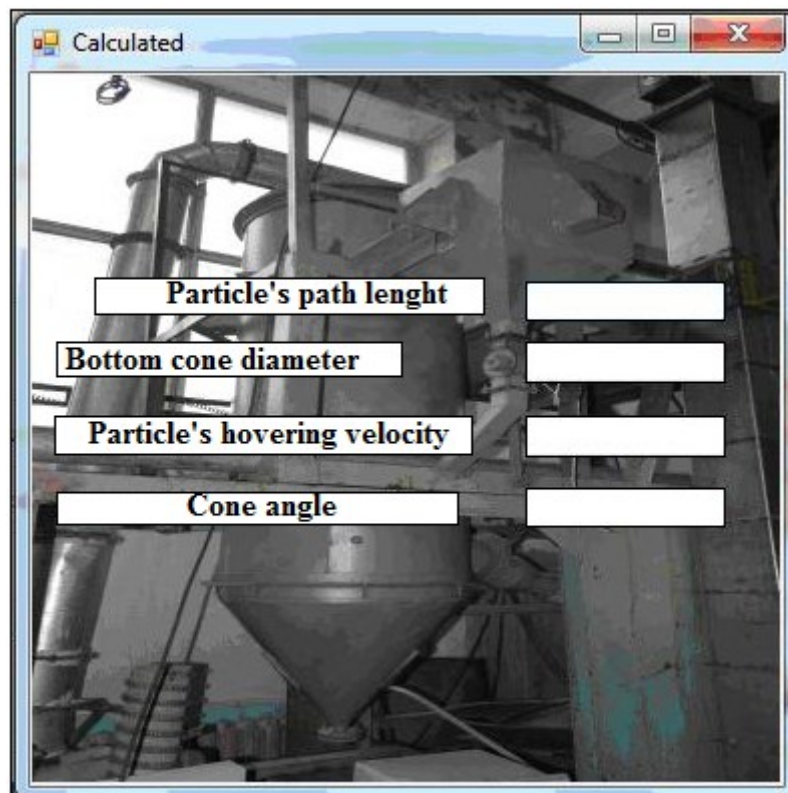 Calculated
Particle's path lenght
Bottom cone diameter
Particle's hovering velocity
Cone angle